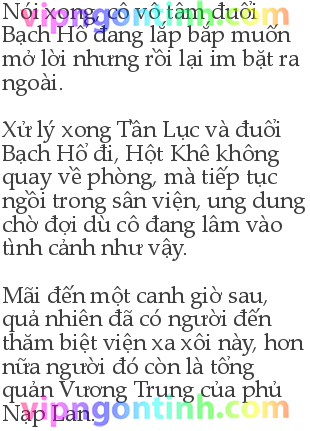 Nói xong, cô vô tâm đuổi
Bạch Hổ đang lắp bắp muốn
mở lời nhưng rồi lại im bặt ra
ngoài.
Xử lý xong Tần Lục và đuổi
Bạch Hổ đi, Hột Khê không
quay về phòng, mà tiếp tục
ngồi trong sân viện, ung dung
chờ đợi dù cô đang lâm vào
tình cảnh như vậy.
Mãi đến một canh giờ sau,
quả nhiên đã có người đến
thăm biệt viện xa xôi này, hơn
nữa người đó còn là tổng
quản Vương Trung của phủ
Nạp Lan.
vipngontinh.com
vipngontinh.com